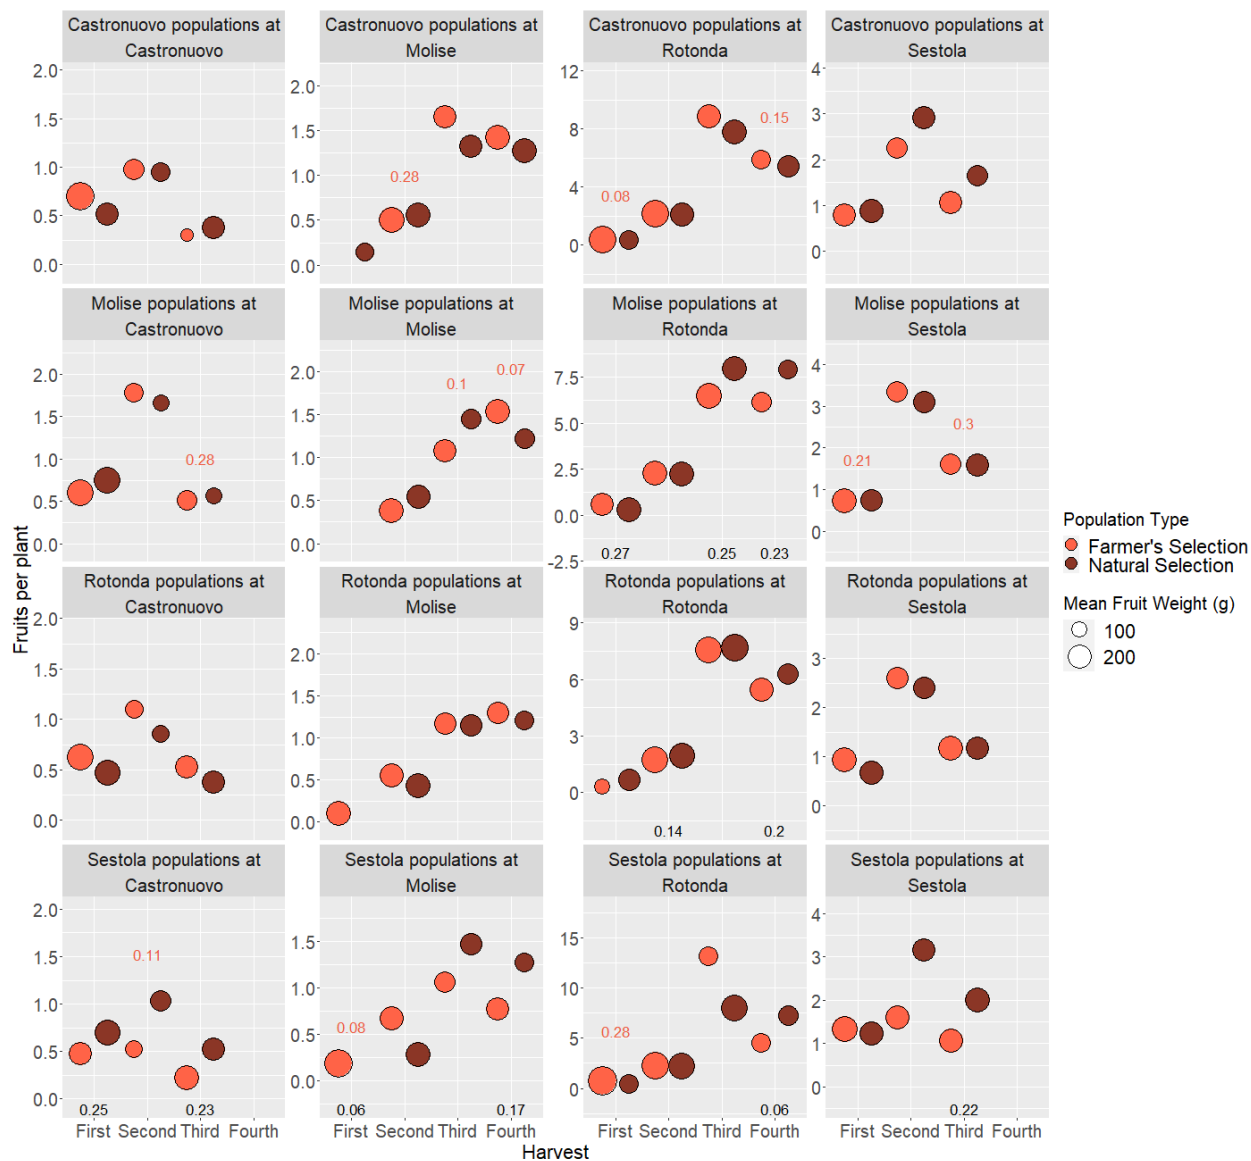 Castronuovo populations at
Castronuovo
Castronuovo populations at
Molise
Castronuovo populations at
Rotonda
Castronuovo populations at
Sestola
2.0
1.5
1.0
0.5
0.0
2.0
1.5
1.0
0.5
0.0
0.28
12
8
4
0
0.08
0.15
4
3
2
1
0
Molise populations at
Castronuovo
Molise populations at
Molise
Molise populations at
Rotonda
Molise populations at
Sestola
2.0
1.5
1.0
0.5
0.0
0.28
2.0
1.5
1.0
0.5
0.0
0.1
0.07
7.5
5.0
2.5
0.0
-2.5
0.27
0.25
0.23
4
3
2
1
0
0.21
0.3
Rotonda populations at
Castronuovo
Rotonda populations at
Molise
Rotonda populations at
Rotonda
Rotonda populations at
Sestola
2.0
1.5
1.0
0.5
0.0
2.0
1.5
1.0
0.5
0.0
9
6
3
0
0.14
0.2
3
2
1
0
Sestola populations at
Castronuovo
Sestola populations at
Molise
Sestola populations at
Rotonda
Sestola populations at
Sestola
2.0
1.5
1.0
0.5
0.0
0.11
0.25
0.23
1.5
1.0
0.5
0.0
0.08
0.06
0.17
15
10
5
0
0.28
0.06
4
3
2
1
0
0.22
First Second Third Fourth
First Second Third Fourth
First Second Third Fourth
First Second Third Fourth
Harvest
Fruits per plant
Population Type
Farmer's Selection
Natural Selection
Mean Fruit Weight (g)
100
200